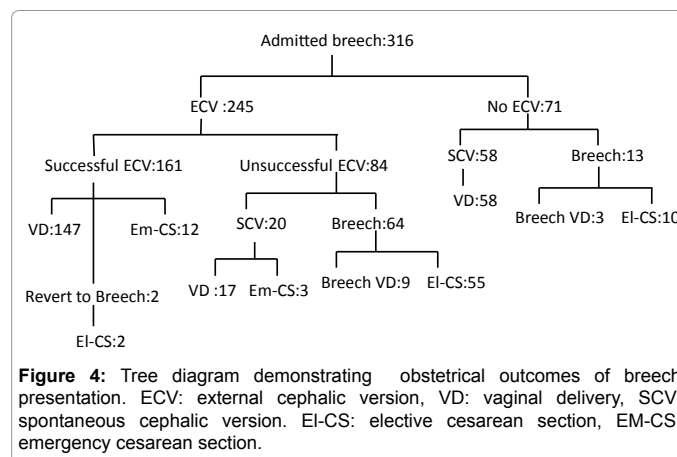 Admitted breech:316
ECV :245 No ECV:71
Successful ECV:161 Unsuccessful ECV:84 SCV:58 Breech:13
VD:147 Em-CS:12 SCV:20 Breech:64 VD:58 Breech VD:3 El-CS:10
Revert to Breech:2 VD :17 Em-CS:3 Breech VD:9 El-CS:55
El-CS:2
Figure 4: Tree diagram demonstrating obstetrical outcomes of breech
presentation. ECV: external cephalic version, VD: vaginal delivery, SCV
spontaneous cephalic version. El-CS: elective cesarean section, EM-CS
emergency cesarean section.